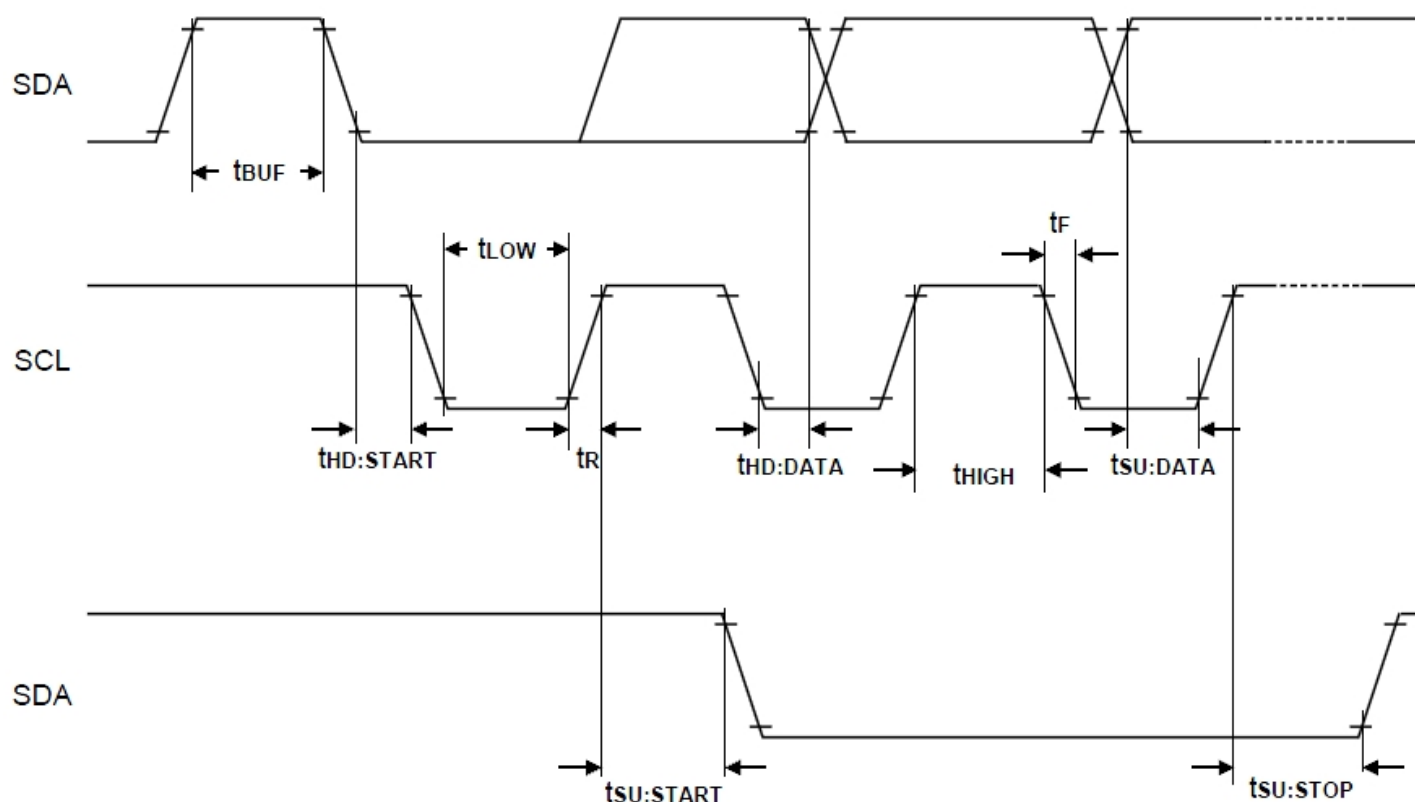 SDA
tBUF
tLOW
tF
SCL
tHD:START
tR
tHD:DATA
tHIGH
tSU:DATA
SDA
tSU:START
tSU:STOP